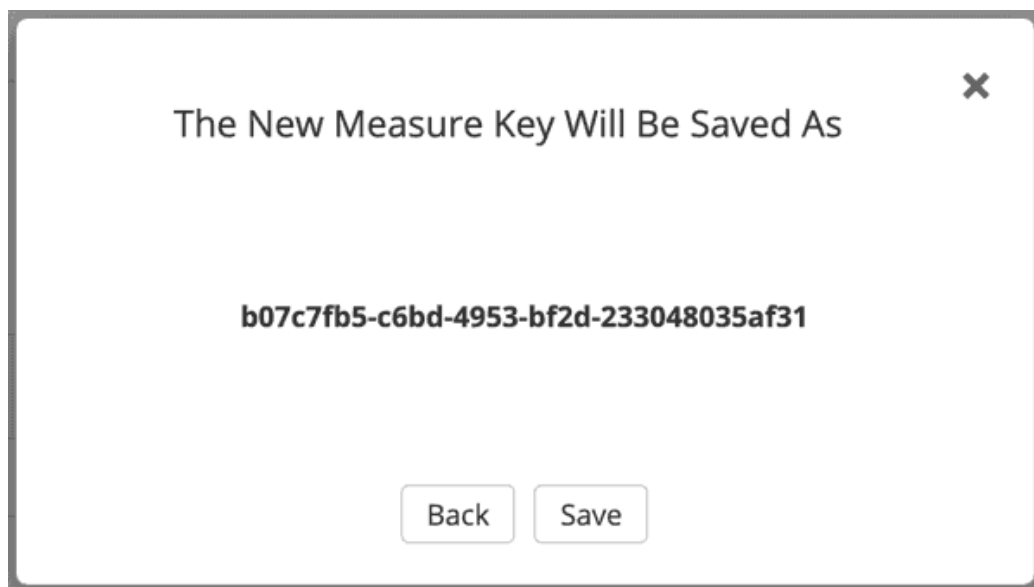 The New Measure Key Will Be Saved As
b07c7fb5-c6bd-4953-bf2d-233048035af31
Back Save